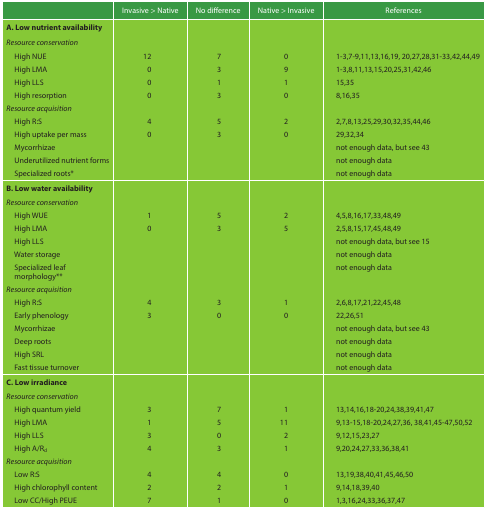 Invasive > Native No difference Native > Invasive References
A. Low nutrient availability
Resource conservation
High NUE 12 7 0 1-3,7-9,11,13,16,19, 20,27,28,31-33,42,44,49
High LMA 0 3 9 1-3,8,11,13,15,20,25,31,42,46
High LLS 0 1 1 15,35
High resorption 0 3 0 8,16,35
Resource acquisition
High R:S 4 5 2 2,7,8,13,25,29,30,32,35,44,46
High uptake per mass 0 3 0 29,32,34
Mycorrhizae not enough data, but see 43
Underutilized nutrient forms not enough data
Specialized roots* not enough data
B. Low water availability
Resource conservation
High WUE 1 5 2 4,5,8,16,17,33,48,49
High LMA 0 3 5 2,5,8,15,17,45,48,49
High LLS not enough data, but see 15
Water storage not enough data
Specialized leaf not enough data
morphology**
Resource acquisition
High R:S 4 3 1 2,6,8,17,21,22,45,48
Early phenology 3 0 0 22,26,51
Mycorrhizae not enough data, but see 43
Deep roots not enough data
High SRL not enough data
Fast tissue turnover not enough data
C. Low irradiance
Resource conservation
High quantum yield 3 7 1 13,14,16,18-20,24,38,39,41,47
High LMA 1 5 11 9,13-15,18-20,24,27,36, 38,41,45-47,50,52
High LLS 3 0 2 9,12,15,23,27
High A/Rd 4 3 1 9,20,24,27,33,36,38,41
Resource acquisition
Low R:S 4 4 0 13,19,38,40,41,45,46,50
High chlorophyll content 2 2 1 9,14,18,39,40
Low CC/High PEUE 7 1 0 1,3,16,24,33,36,37,47